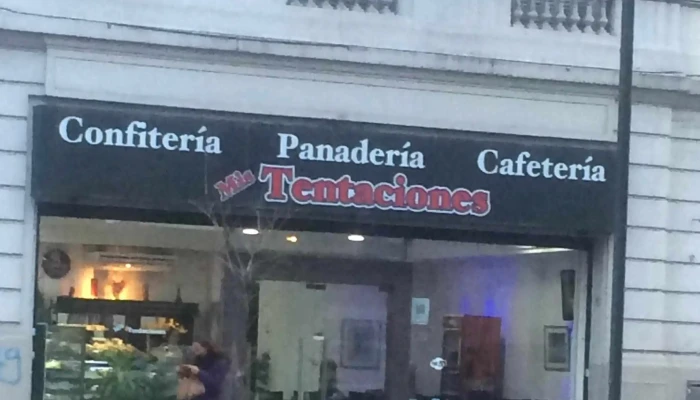 Confitería Panadería Cafetería
Mis Tentaciones